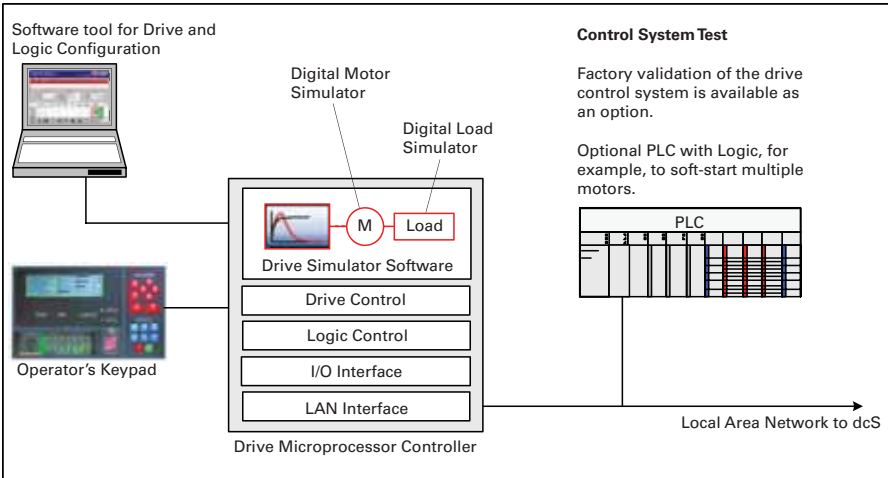 Software tool for Drive and
Logic Configuration
Digital Motor
Simulator
Digital Load
Simulator
Control System Test
Factory validation of the drive
control system is available as
an option.
Optional PLC with Logic, for
example, to soft-start multiple
motors.
PLC
M
Load
Drive Simulator Software
Drive Control
Logic Control
I/O Interface
LAN Interface
Operator's Keypad
Drive Microprocessor Controller
Local Area Network to dcS